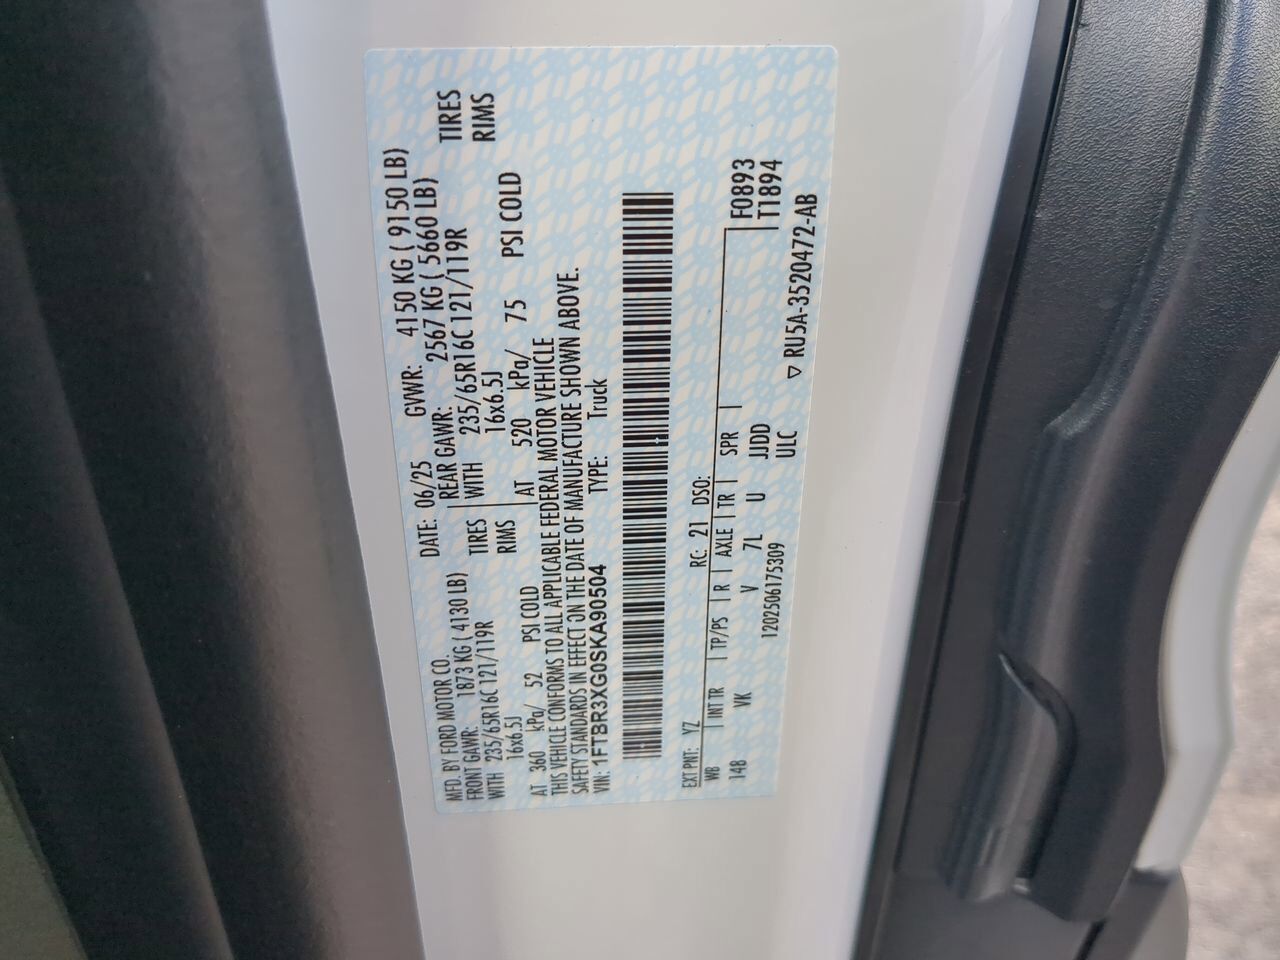 MFD. BY FORD MOTOR CO. DATE: 06/25 GVWR: 4150 KG ( 9150 LB)
FRONT GAWR: 1873 KG ( 4130 LB) REAR GAWR: 2567 KG ( 5660 LB)
WITH 235/65R16C 121/119R TIRES WITH 235/65R16C 121/119R TIRES
16x6.5J RIMS 16x6.5J RIMS
AT 360 kPa/ 52 PSI COLD AT 520 kPa/ 75 PSI COLD
THIS VEHICLE CONFORMS TO ALL APPLICABLE FEDERAL MOTOR VEHICLE
SAFETY STANDARDS IN EFFECT ON THE DATE OF MANUFACTURE SHOWN ABOVE.
VIN: 1FTBR3XG0SKA90504 TYPE: Truck
EXT PNT: YZ RC: 21 DSO:
WB INT TR TP/PS R AXLE TR SPR F0893
148 VK V 7L U JJDD T1894
1202506175309 ULC
RU5A-3520472-AB